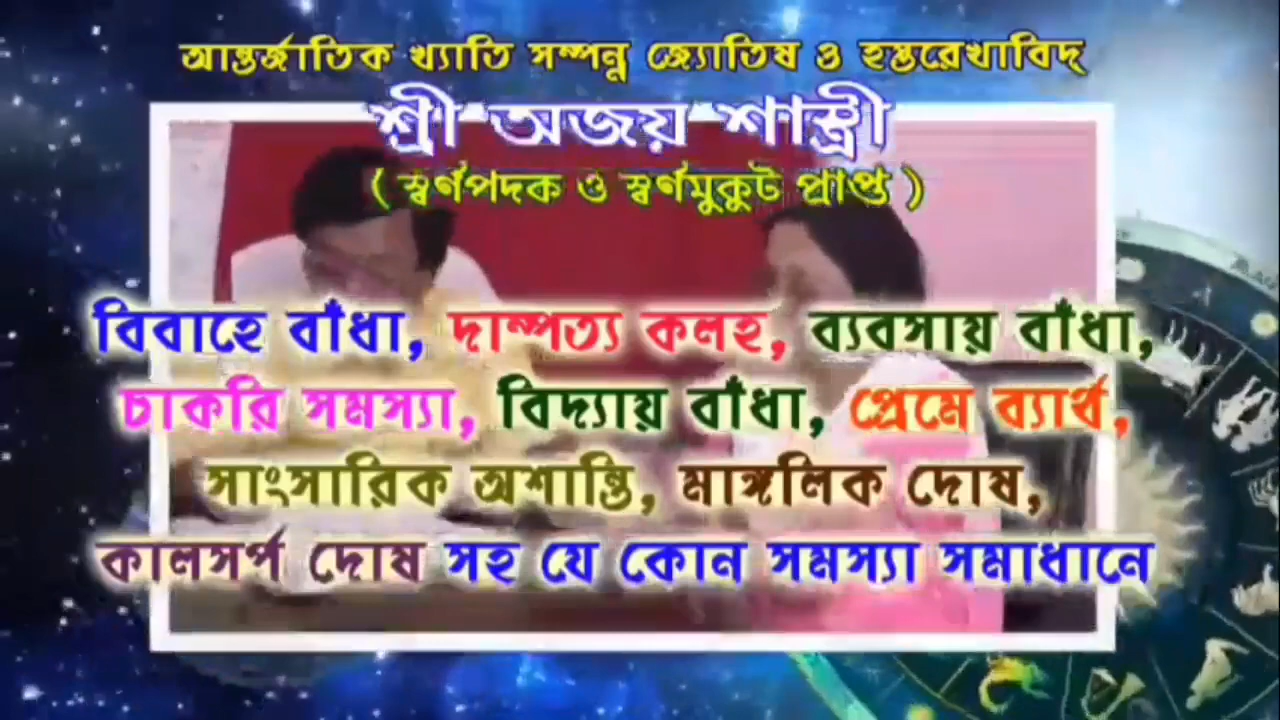 আন্তর্জাতিক খ্যাতি সম্পন্ন জ্যোতিষ ও হস্তরেখাবিদ্
শ্রী অজয় শাস্ত্রী
( স্বর্ণপদক ও স্বর্ণমুকুট প্রাপ্ত )
বিবাহে বাঁধা, দাম্পত্য কলহ, ব্যবসায় বাঁধা,
চাকরি সমস্যা, বিদ্যায় বাঁধা, প্রেমে ব্যার্থ,
সাংসারিক অশান্তি, মাঙ্গলিক দোষ,
কালসর্প দোষ সহ যে কোন সমস্যা সমাধানে